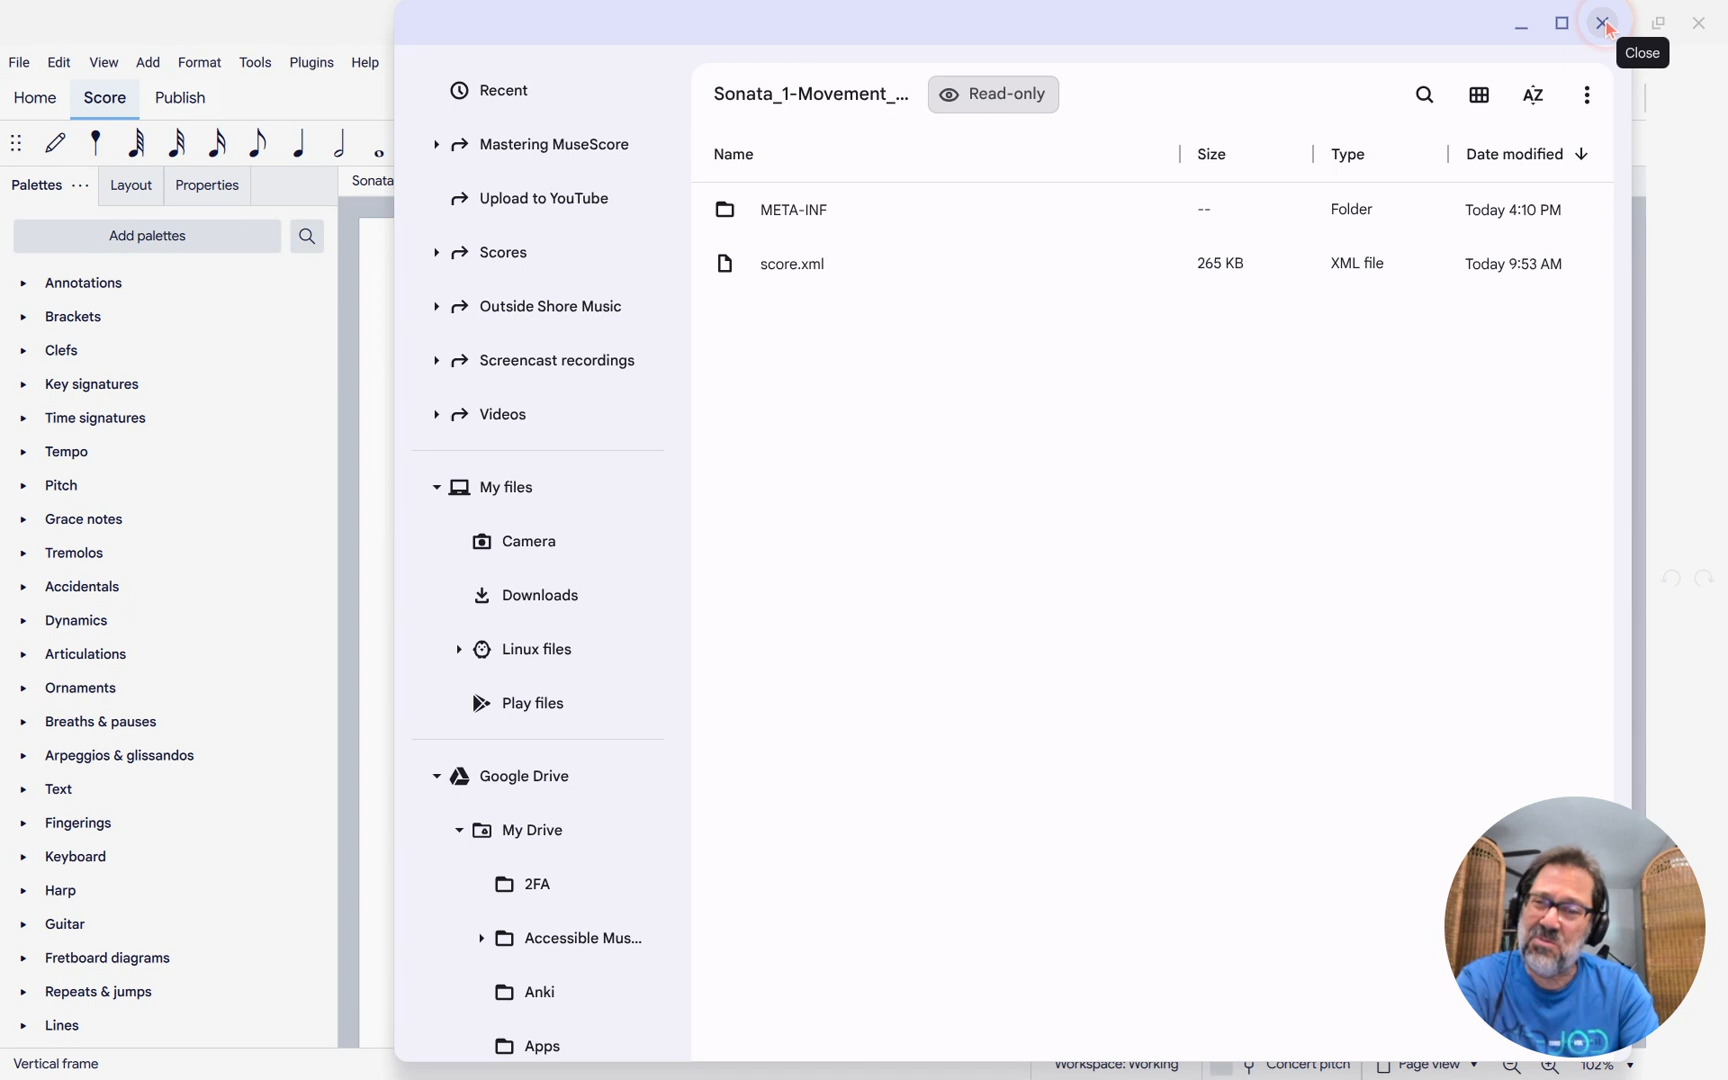 Close
File Edit View Add Format Tools Plugins Help
Home Score Publish
Palettes ··· Layout Properties
Sonata
Add palettes
Annotations
Brackets
Clefs
Key signatures
Time signatures
Tempo
Pitch
Grace notes
Tremolos
Accidentals
Dynamics
Articulations
Ornaments
Breaths & pauses
Arpeggios & glissandos
Text
Fingerings
Keyboard
Harp
Guitar
Fretboard diagrams
Repeats & jumps
Lines
Vertical frame
Recent
Mastering MuseScore
Upload to YouTube
Scores
Outside Shore Music
Screencast recordings
Videos
My files
Camera
Downloads
Linux files
Play files
Google Drive
My Drive
2FA
Accessible Mus...
Anki
Apps
Sonata_1-Movement_... Read-only
AZ
Name Size Type Date modified
META-INF -- Folder Today 4:10 PM
score.xml 265 KB XML file Today 9:53 AM
Workspace: Working Concert pitch Page view 102%